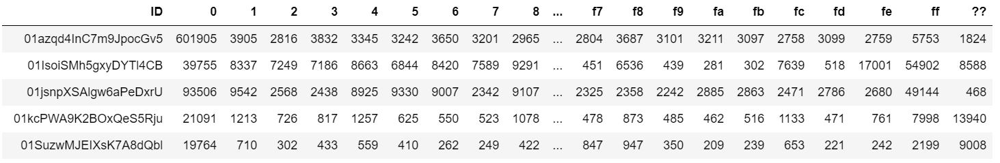 ID 0 1 2 3 4 5 6 7 8 ... f7 f8 f9 fa fb fc fd fe ff ??
01azqd4InC7m9JpocGv5 601905 3905 2816 3832 3345 3242 3650 3201 2965 ... 2804 3687 3101 3211 3097 2758 3099 2759 5753 1824
01IsoiSMh5gxyDYTl4CB 39755 8337 7249 7186 8663 6844 8420 7589 9291 ... 451 6536 439 281 302 7639 518 17001 54902 8588
01jsnpXSAlgw6aPeDxrU 93506 9542 2568 2438 8925 9330 9007 2342 9107 ... 2325 2358 2242 2885 2863 2471 2786 2680 49144 468
01kcPWA9K2BOxQeS5Rju 21091 1213 726 817 1257 625 550 523 1078 ... 478 873 485 462 516 1133 471 761 7998 13940
01SuzwMJEIXsK7A8dQbl 19764 710 302 433 559 410 262 249 422 ... 847 947 350 209 239 653 221 242 2199 9008